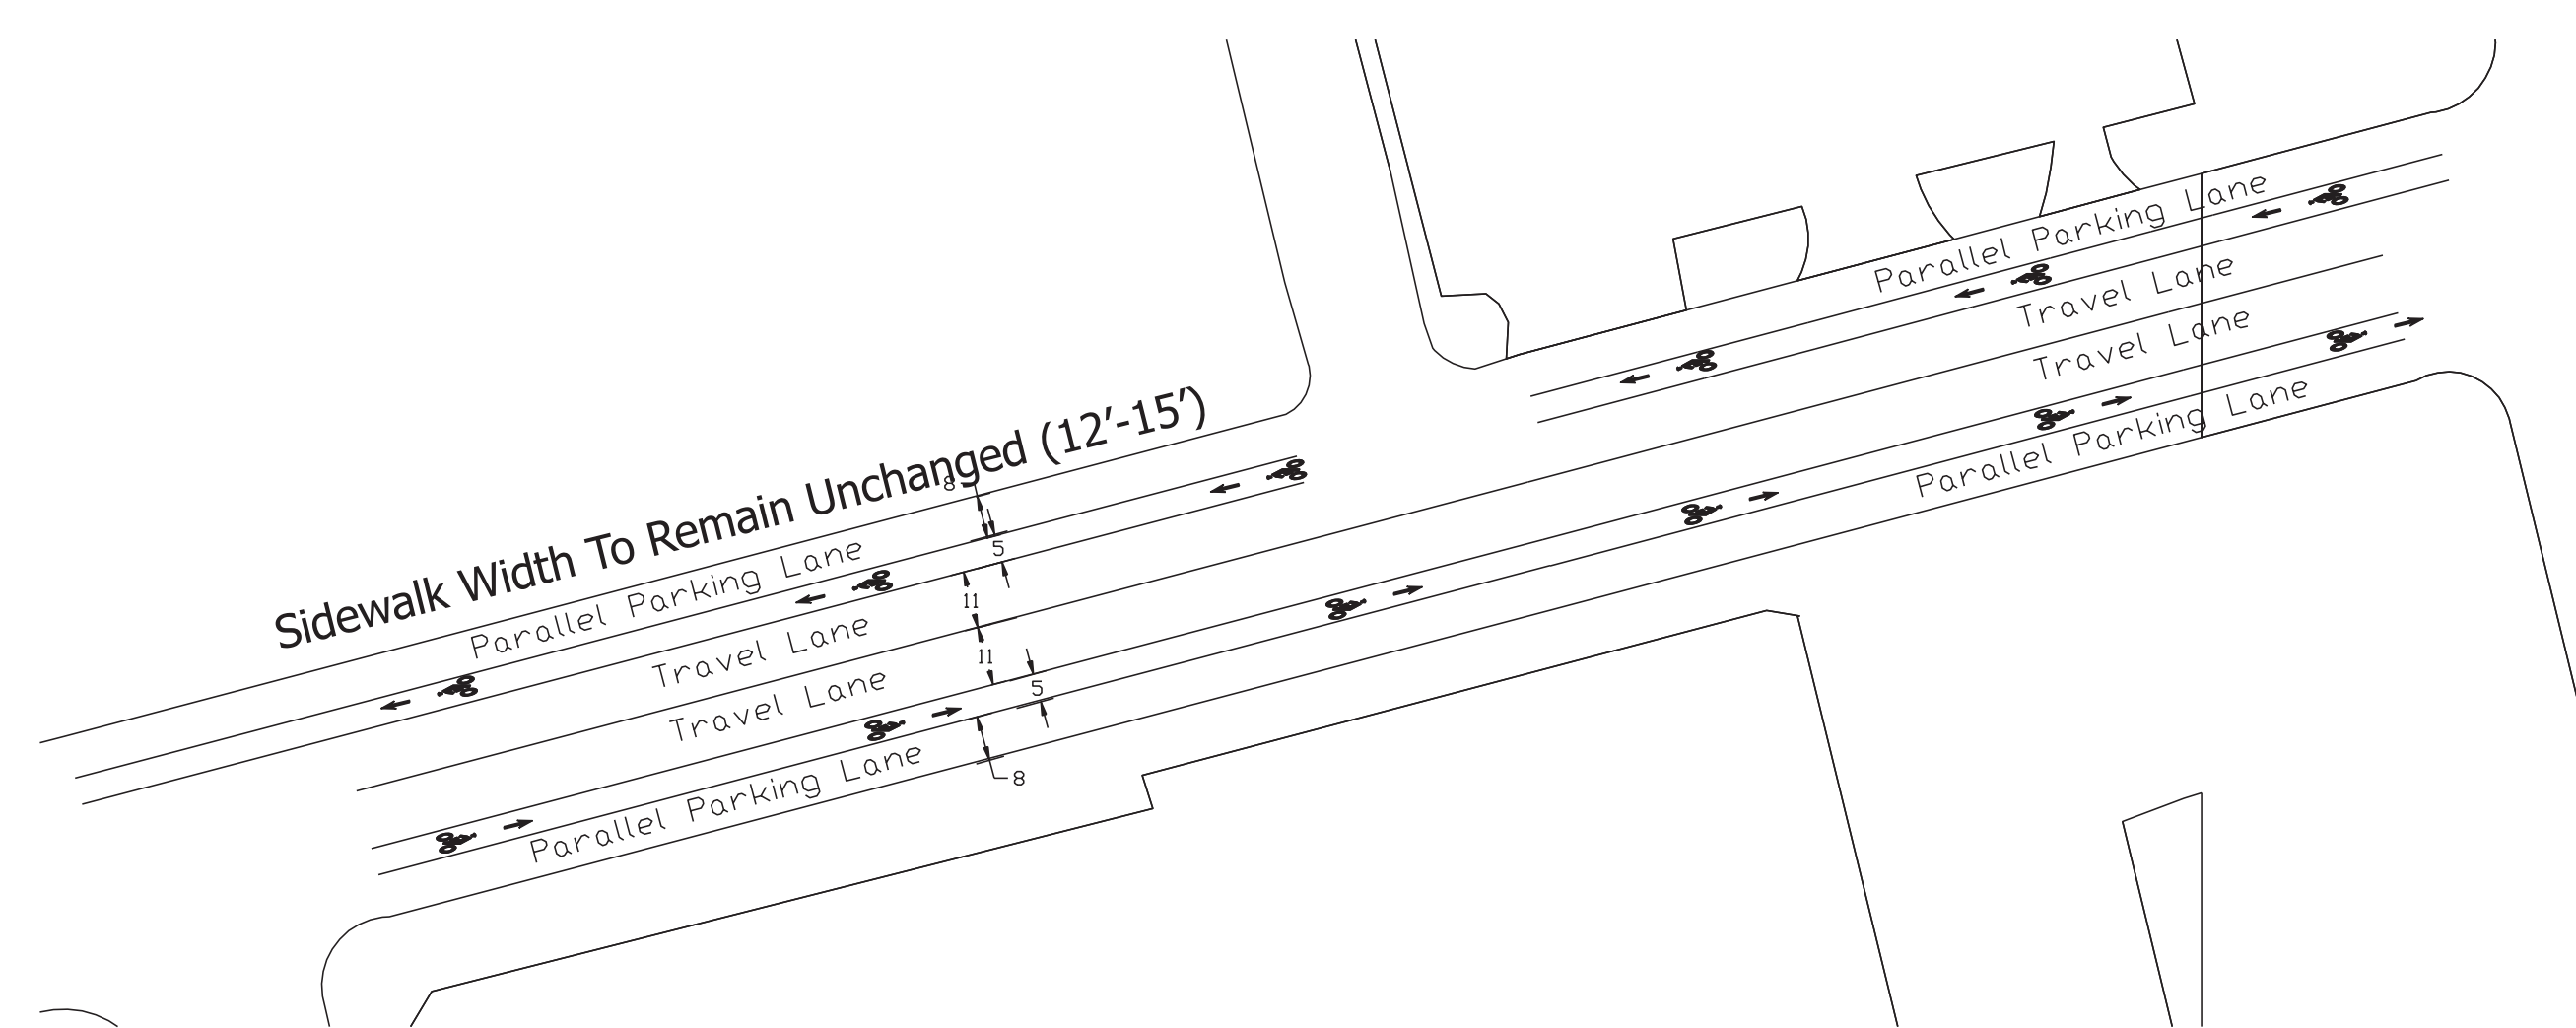 Sidewalk Width To Remain Unchanged (12’-15’)
8
Parallel Parking Lane
5
11
Travel Lane
11
Travel Lane
5
Parallel Parking Lane
8
Parallel Parking Lane
Travel Lane
Travel Lane
Parallel Parking Lane